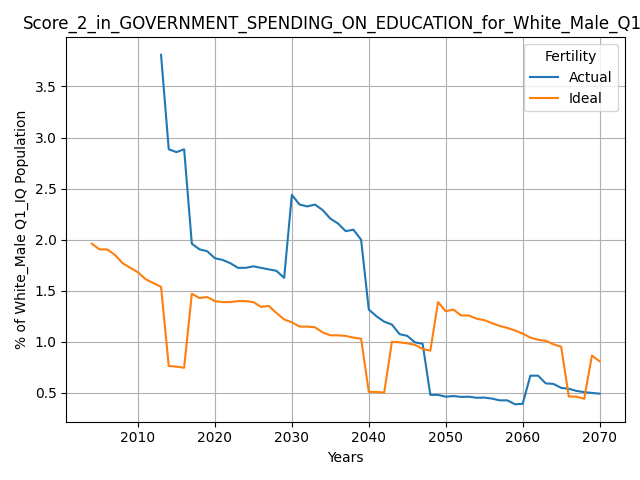 Score_2_in_GOVERNMENT_SPENDING_ON_EDUCATION_for_White_Male_Q1
Fertility
Actual
Ideal
% of White_Male Q1_IQ Population
3.5
3.0
2.5
2.0
1.5
1.0
0.5
2010 2020 2030 2040 2050 2060 2070
Years